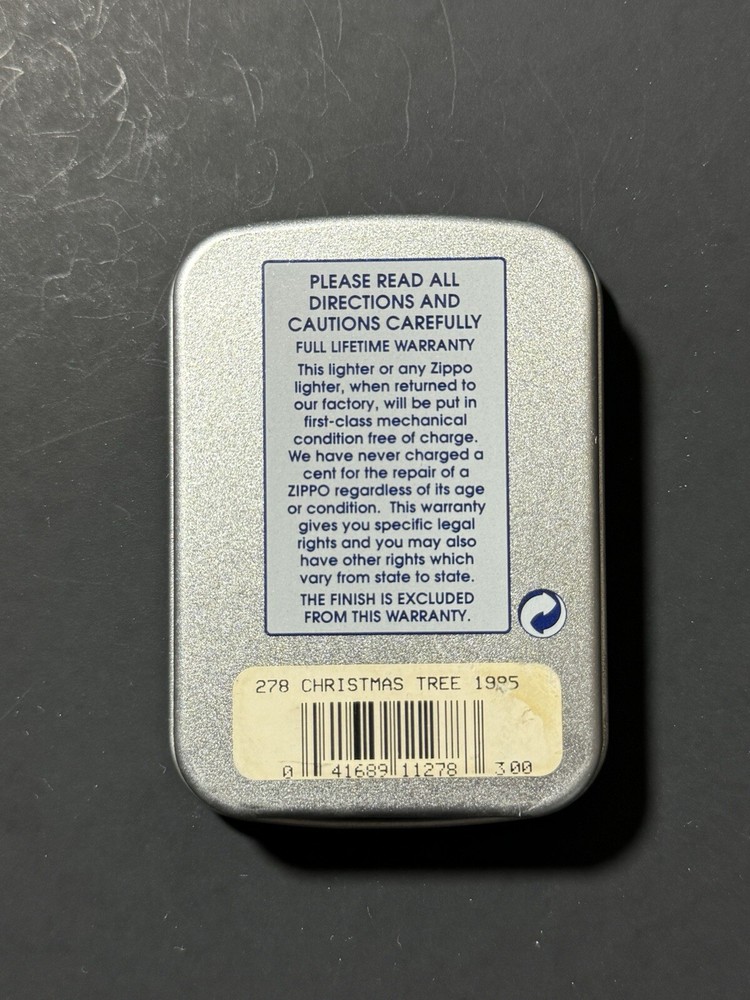 PLEASE READ ALL
DIRECTIONS AND
CAUTIONS CAREFULLY
FULL LIFETIME WARRANTY
This lighter or any Zippo
lighter, when returned to
our factory, will be put in
first-class mechanical
condition free of charge.
We have never charged a
cent for the repair of a
ZIPPO regardless of its age
or condition. This warranty
gives you specific legal
rights and you may also
have other rights which
vary from state to state.
THE FINISH IS EXCLUDED
FROM THIS WARRANTY.
278 CHRISTMAS TREE 1995
0 41689 11278 3 00